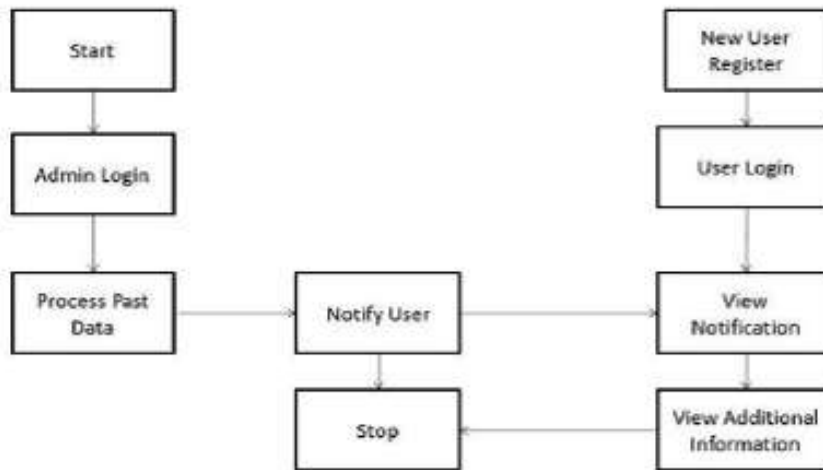 Start
New User
Register
Admin Login
User Login
Process Past
Data
Notify User
View
Notification
Stop
View Additional
Information